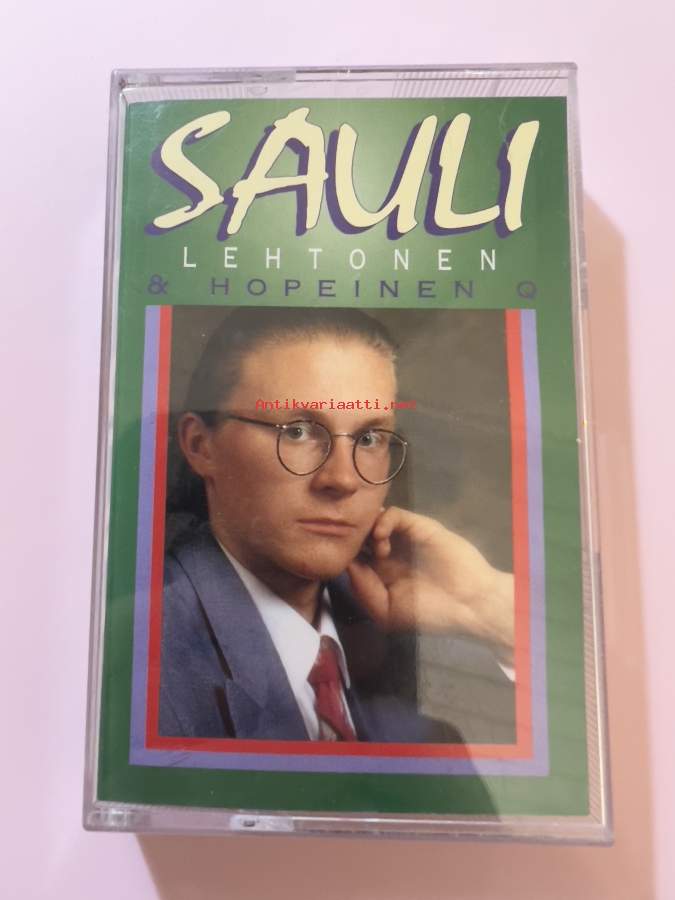 SAULI
LEHTONEN
& HOPEINEN Q
Antikvariaatti.net